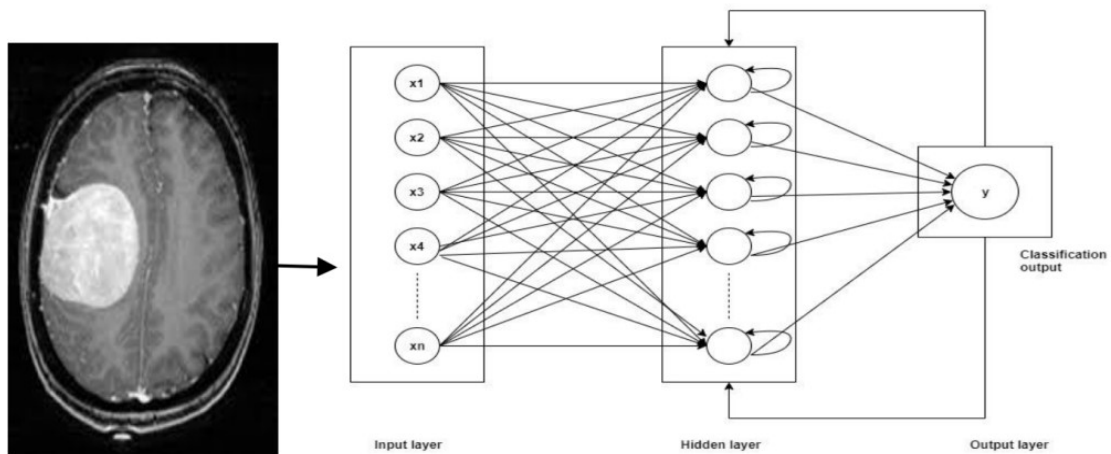 x1
x2
x3
x4
xn
y
Classification
output
Input layer
Hidden layer
Output layer